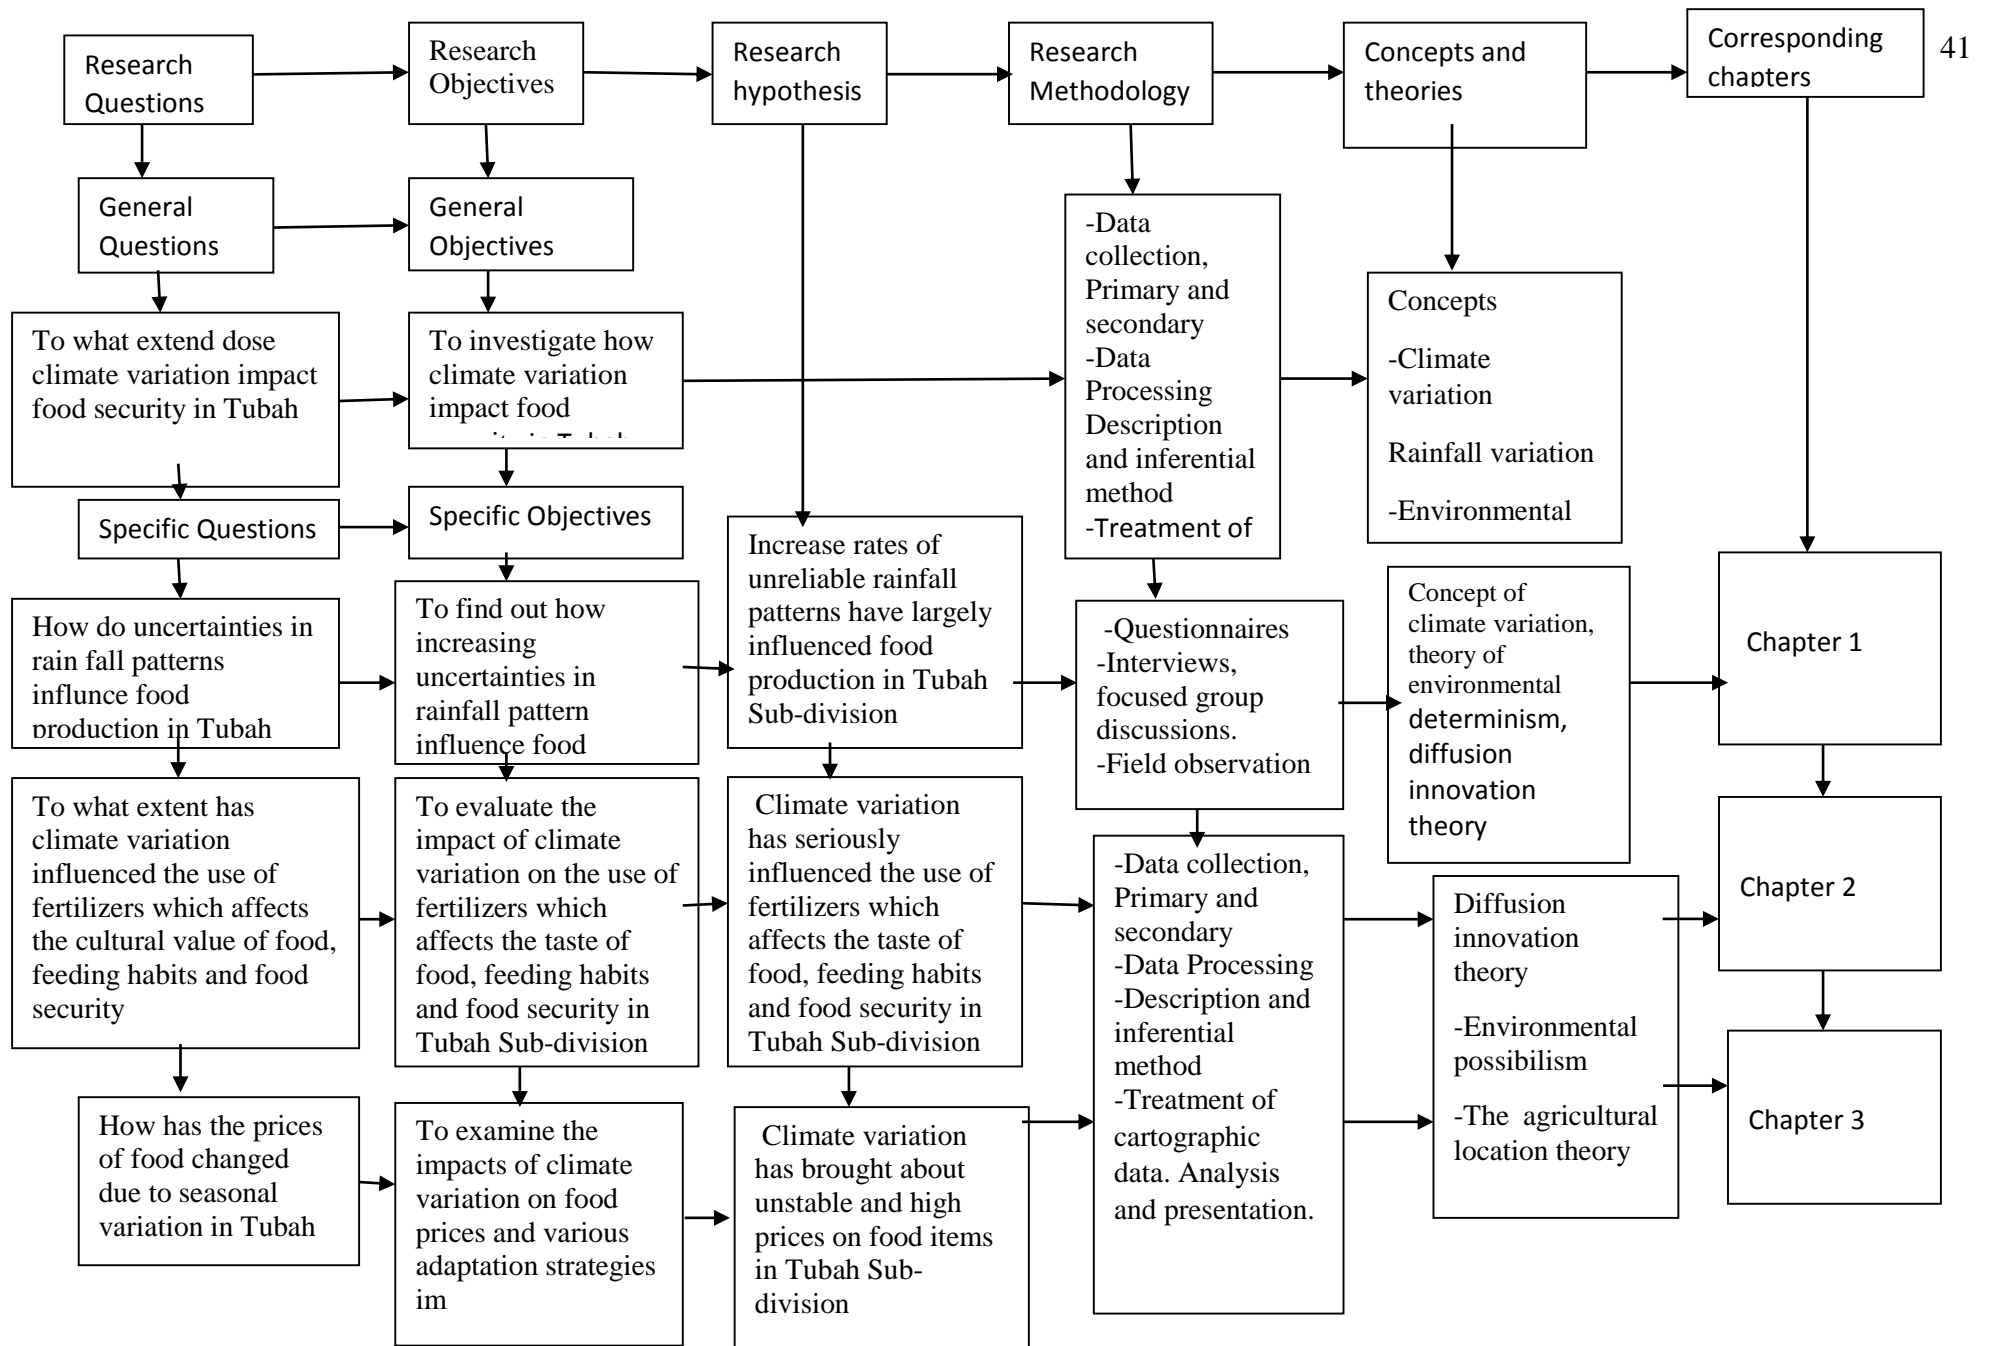 Research
Questions
Research
Objectives
Research
hypothesis
Research
Methodology
Concepts and
theories
Corresponding
chapters
41
General
Questions
General
Objectives
-Data
collection,
Primary and
secondary
-Data
Processing
Description
and inferential
method
-Treatment of
Concepts
-Climate
variation
Rainfall variation
-Environmental
To what extend dose
climate variation impact
food security in Tubah
To investigate how
climate variation
impact food
Specific Questions
Specific Objectives
How do uncertainties in
rain fall patterns
influnce food
production in Tubah
To find out how
increasing
uncertainties in
rainfall pattern
influence food
Increase rates of
unreliable rainfall
patterns have largely
influenced food
production in Tubah
Sub-division
-Questionnaires
-Interviews,
focused group
discussions.
-Field observation
Concept of
climate variation,
theory of
environmental
determinism,
diffusion
innovation
theory
Chapter 1
To what extent has
climate variation
influenced the use of
fertilizers which affects
the cultural value of food,
feeding habits and food
security
To evaluate the
impact of climate
variation on the use of
fertilizers which
affects the taste of
food, feeding habits
and food security in
Tubah Sub-division
Climate variation
has seriously
influenced the use of
fertilizers which
affects the taste of
food, feeding habits
and food security in
Tubah Sub-division
-Data collection,
Primary and
secondary
-Data Processing
-Description and
inferential
method
-Treatment of
cartographic
data. Analysis
and presentation.
Diffusion
innovation
theory
-Environmental
possibilism
-The agricultural
location theory
Chapter 2
How has the prices
of food changed
due to seasonal
variation in Tubah
To examine the
impacts of climate
variation on food
prices and various
adaptation strategies
im
Climate variation
has brought about
unstable and high
prices on food items
in Tubah Sub-
division
Chapter 3